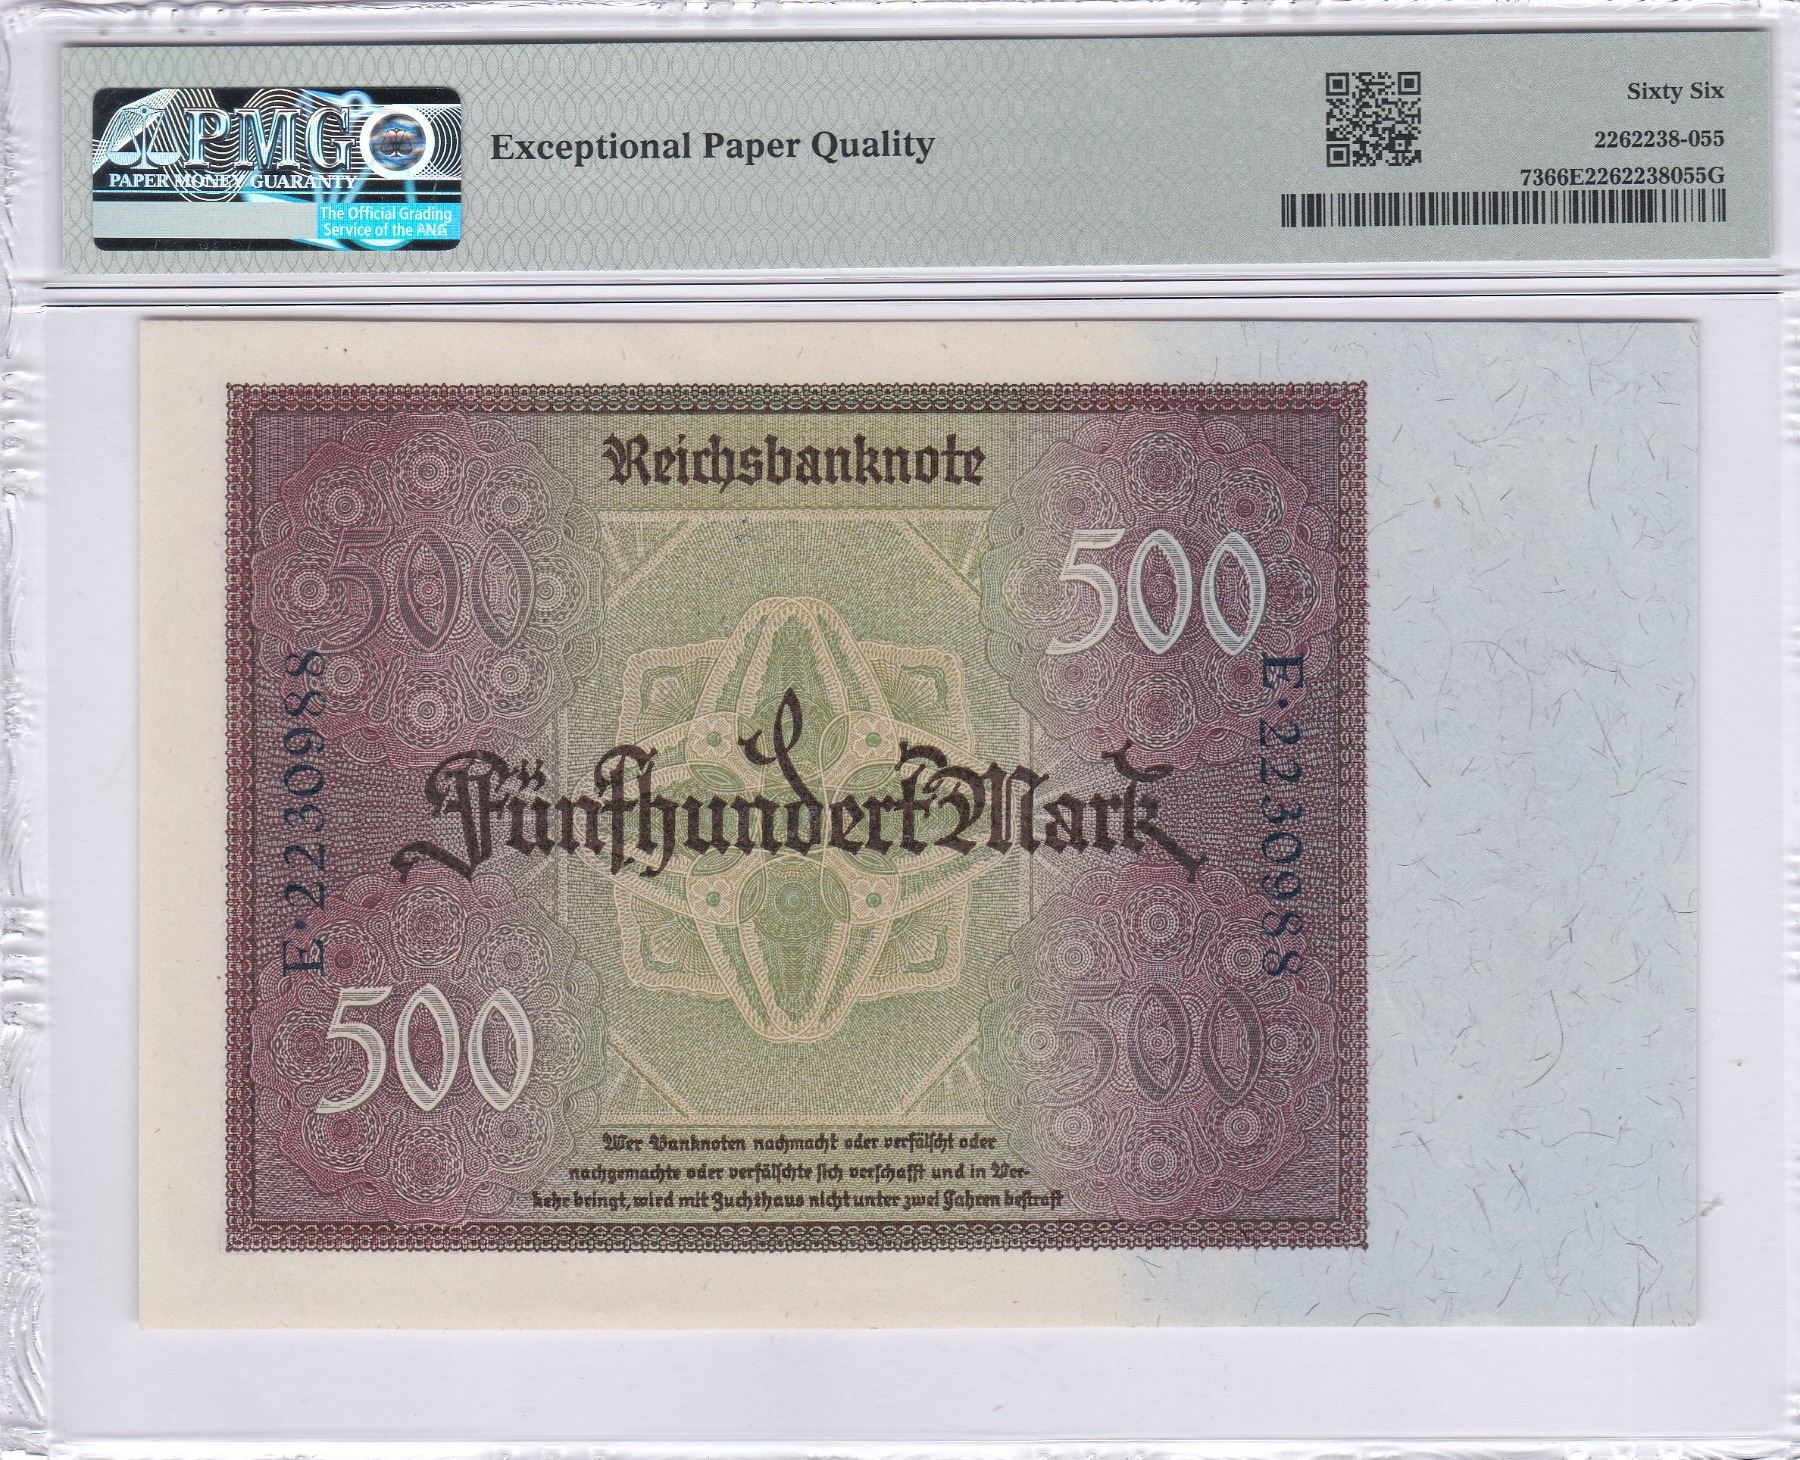 PMG
PAPER MONEY GUARANTY
The Official Grading
Service of the ANG
Exceptional Paper Quality
Sixty Six
2262238-055
7366E2262238055G
Reichsbanknote
500
500
E·2230988
E·2230988
Fünfhundert Mark
500
500
Wer Banknoten nachmacht oder verfälscht oder
nachgemachte oder verfälschte sich verschafft und in Ver-
kehr bringt, wird mit Zuchthaus nicht unter zwei Jahren bestraft